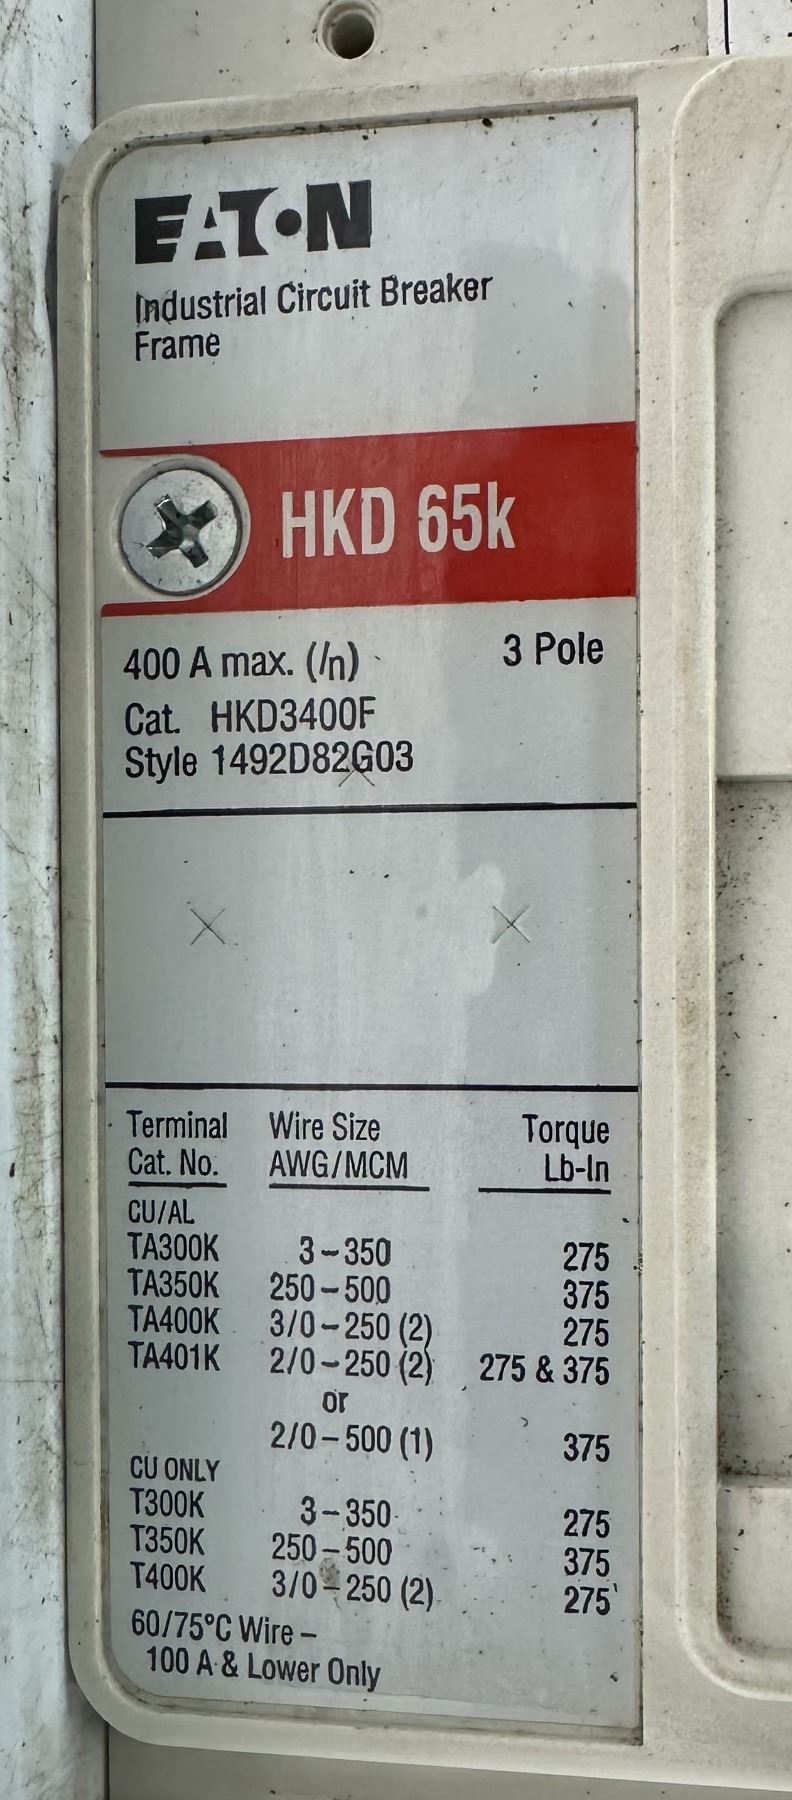 EATON
Industrial Circuit Breaker
Frame
HKD 65k
400 A max. (In) 3 Pole
Cat. HKD3400F
Style 1492D82G03
Terminal Wire Size Torque
Cat. No. AWG/MCM Lb-In
CU/AL
TA300K 3-350 275
TA350K 250-500 375
TA400K 3/0-250 (2) 275
TA401K 2/0-250 (2) 275 & 375
or
2/0-500 (1) 375
CU ONLY
T300K 3-350 275
T350K 250-500 375
T400K 3/0-250 (2) 275
60/75°C Wire –
100 A & Lower Only